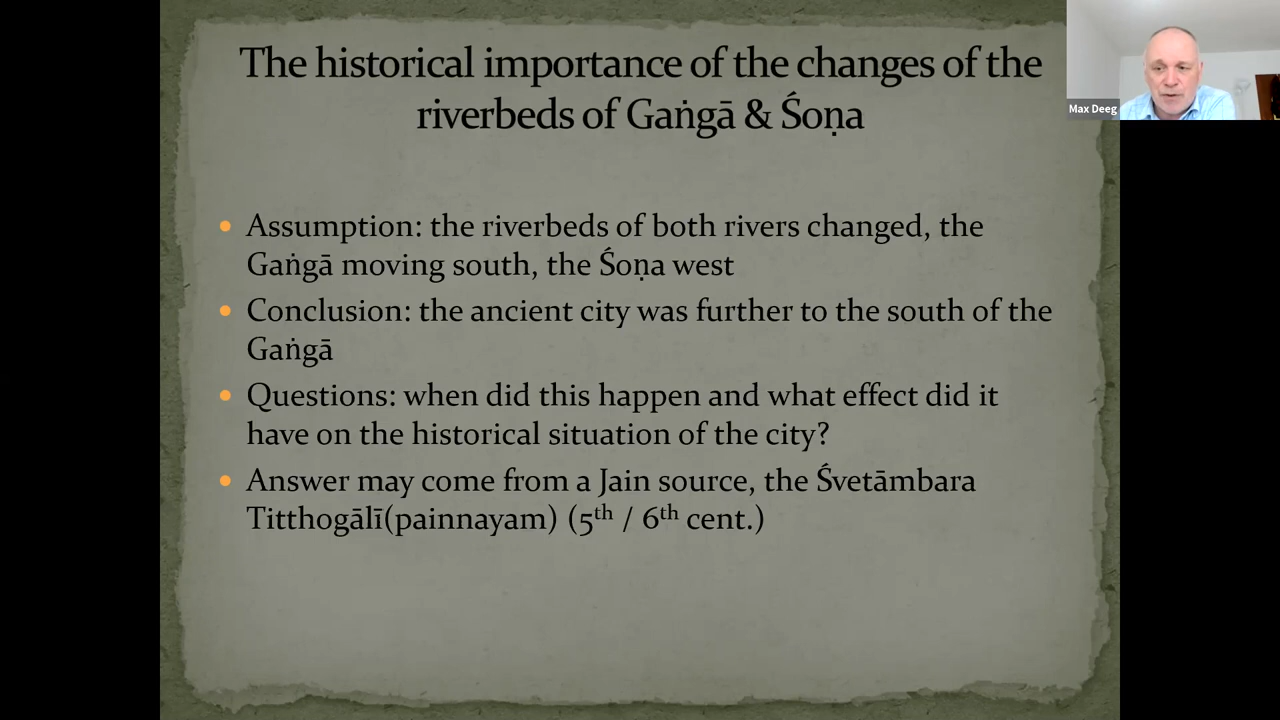 The historical importance of the changes of the
riverbeds of Gaṅgā & Śoṇa
Max Deeg
• Assumption: the riverbeds of both rivers changed, the
Gaṅgā moving south, the Śoṇa west
• Conclusion: the ancient city was further to the south of the
Gaṅgā
• Questions: when did this happen and what effect did it
have on the historical situation of the city?
• Answer may come from a Jain source, the Śvetāmbara
Titthogālī(painnayam) (5th / 6th cent.)